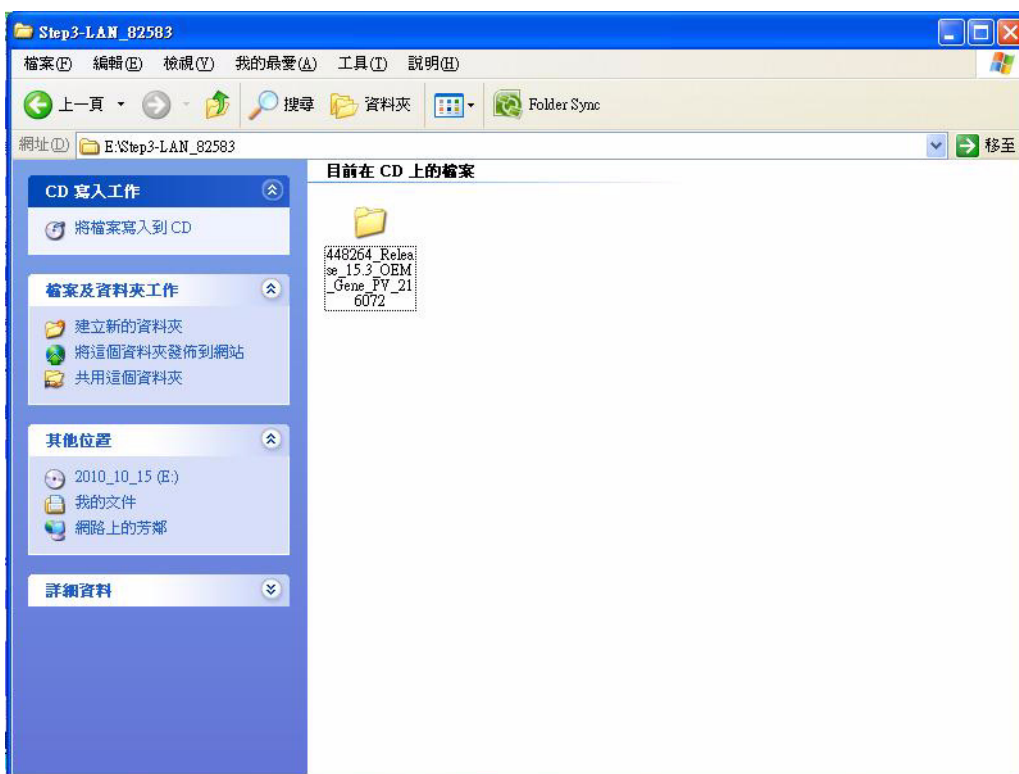 Step3-LAN_82583
檔案(F) 編輯(E) 檢視(V) 我的最愛(A) 工具(T) 說明(H)
上一頁 搜尋 資料夾 Folder Sync
網址(D) E:\Step3-LAN_82583 移至
目前在 CD 上的檔案
CD 寫入工作
將檔案寫入到 CD
448264_Relea
se_15.3_OEM
_Gene_PV_21
6072
檔案及資料夾工作
建立新的資料夾
將這個資料夾發佈到網站
共用這個資料夾
其他位置
2010_10_15 (E:)
我的文件
網路上的芳鄰
詳細資料